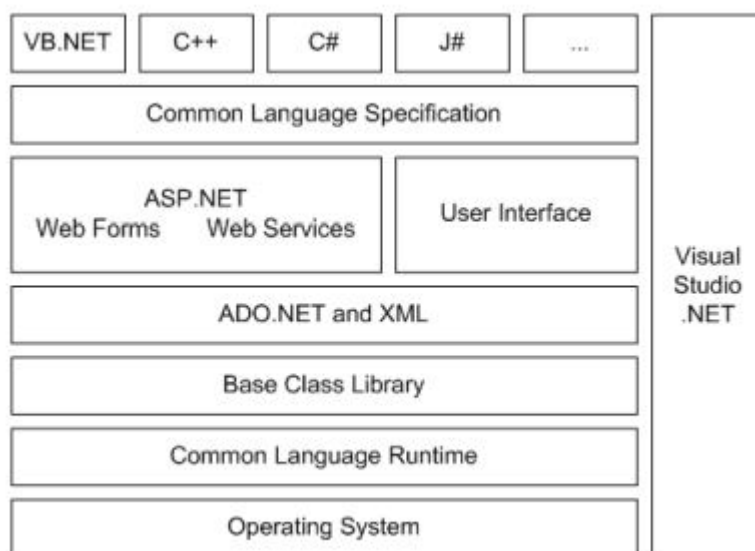 VB.NET
C++
C#
J#
...
Common Language Specification
ASP.NET
Web Forms Web Services
User Interface
ADO.NET and XML
Base Class Library
Common Language Runtime
Operating System
Visual
Studio
.NET